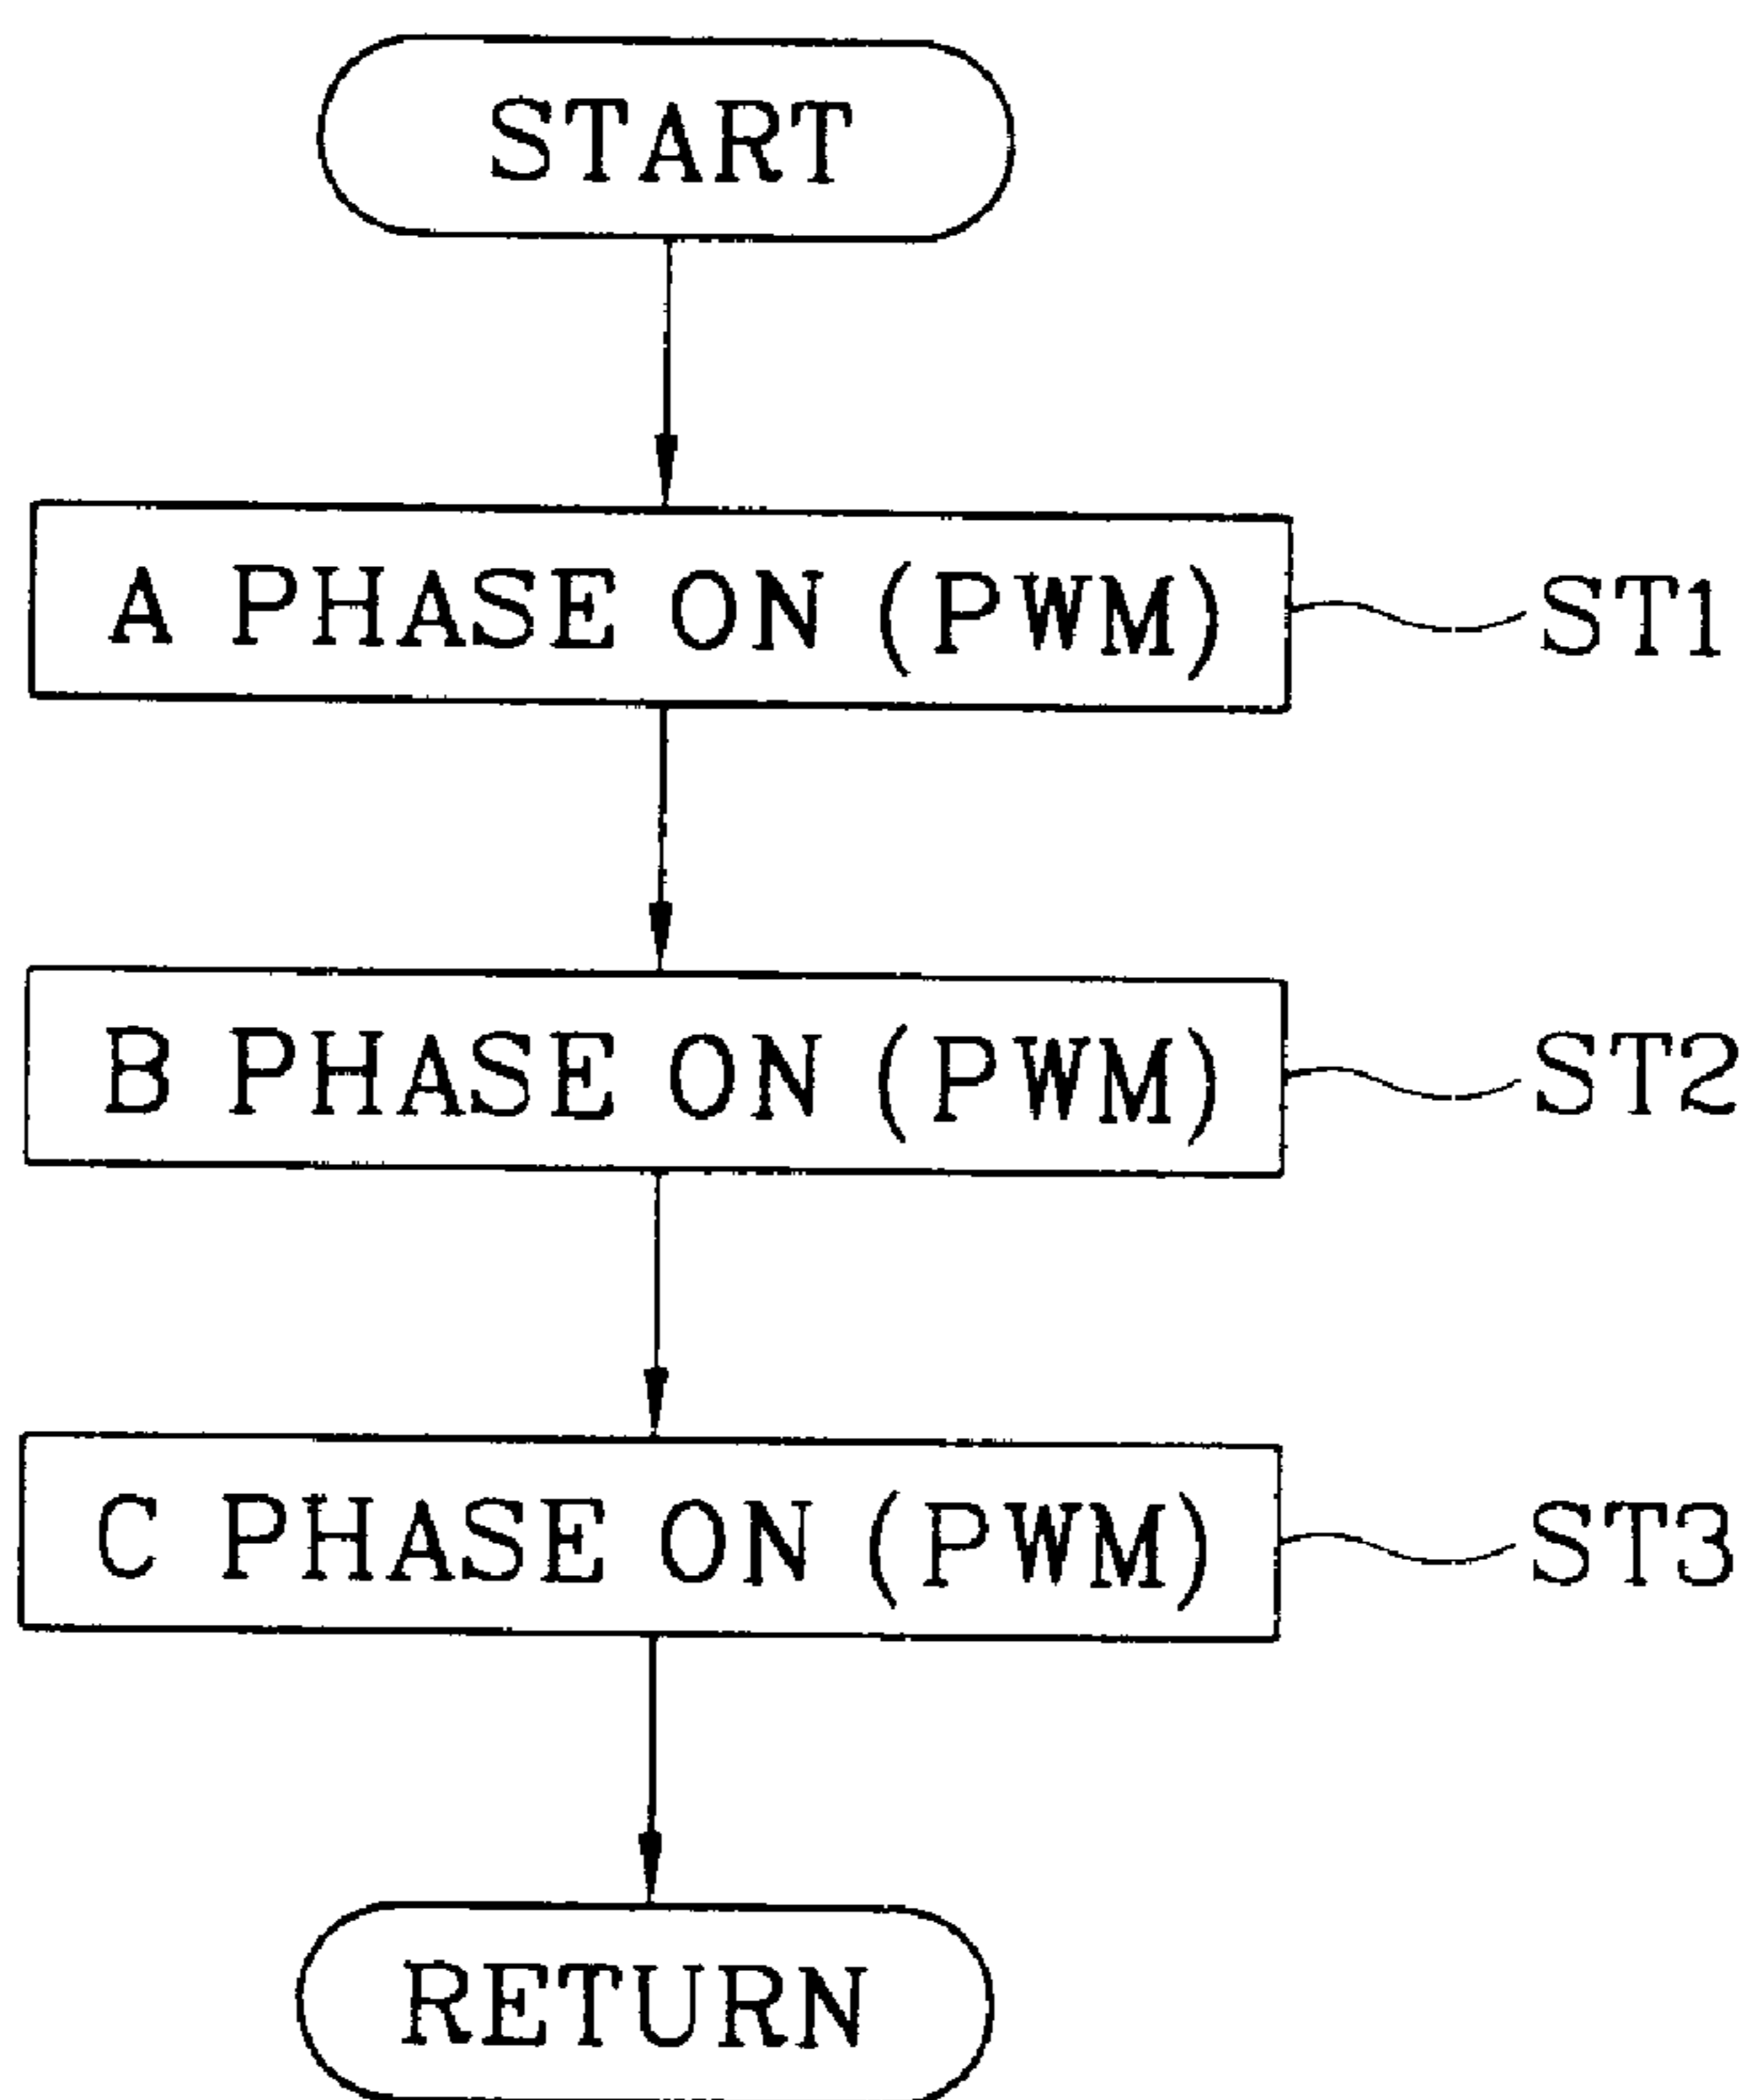 START
A PHASE ON (PWM) ST1
B PHASE ON (PWM) ST2
C PHASE ON (PWM) ST3
RETURN